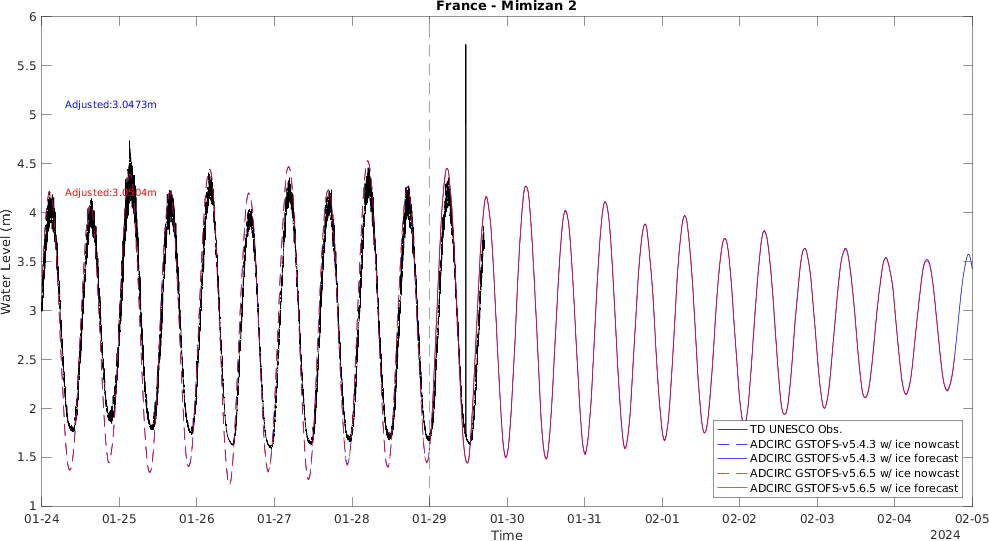 France - Mimizan 2
6
5.5
5
4.5
4
3.5
3
2.5
2
1.5
1
Water Level (m)
Adjusted:3.0473m
TD UNESCO Obs.
ADCIRC GSTOFS-v5.4.3 w/ ice nowcast
ADCIRC GSTOFS-v5.4.3 w/ ice forecast
ADCIRC GSTOFS-v5.6.5 w/ ice nowcast
ADCIRC GSTOFS-v5.6.5 w/ ice forecast
01-24 01-25 01-26 01-27 01-28 01-29 01-30 01-31 02-01 02-02 02-03 02-04 02-05
Time
2024